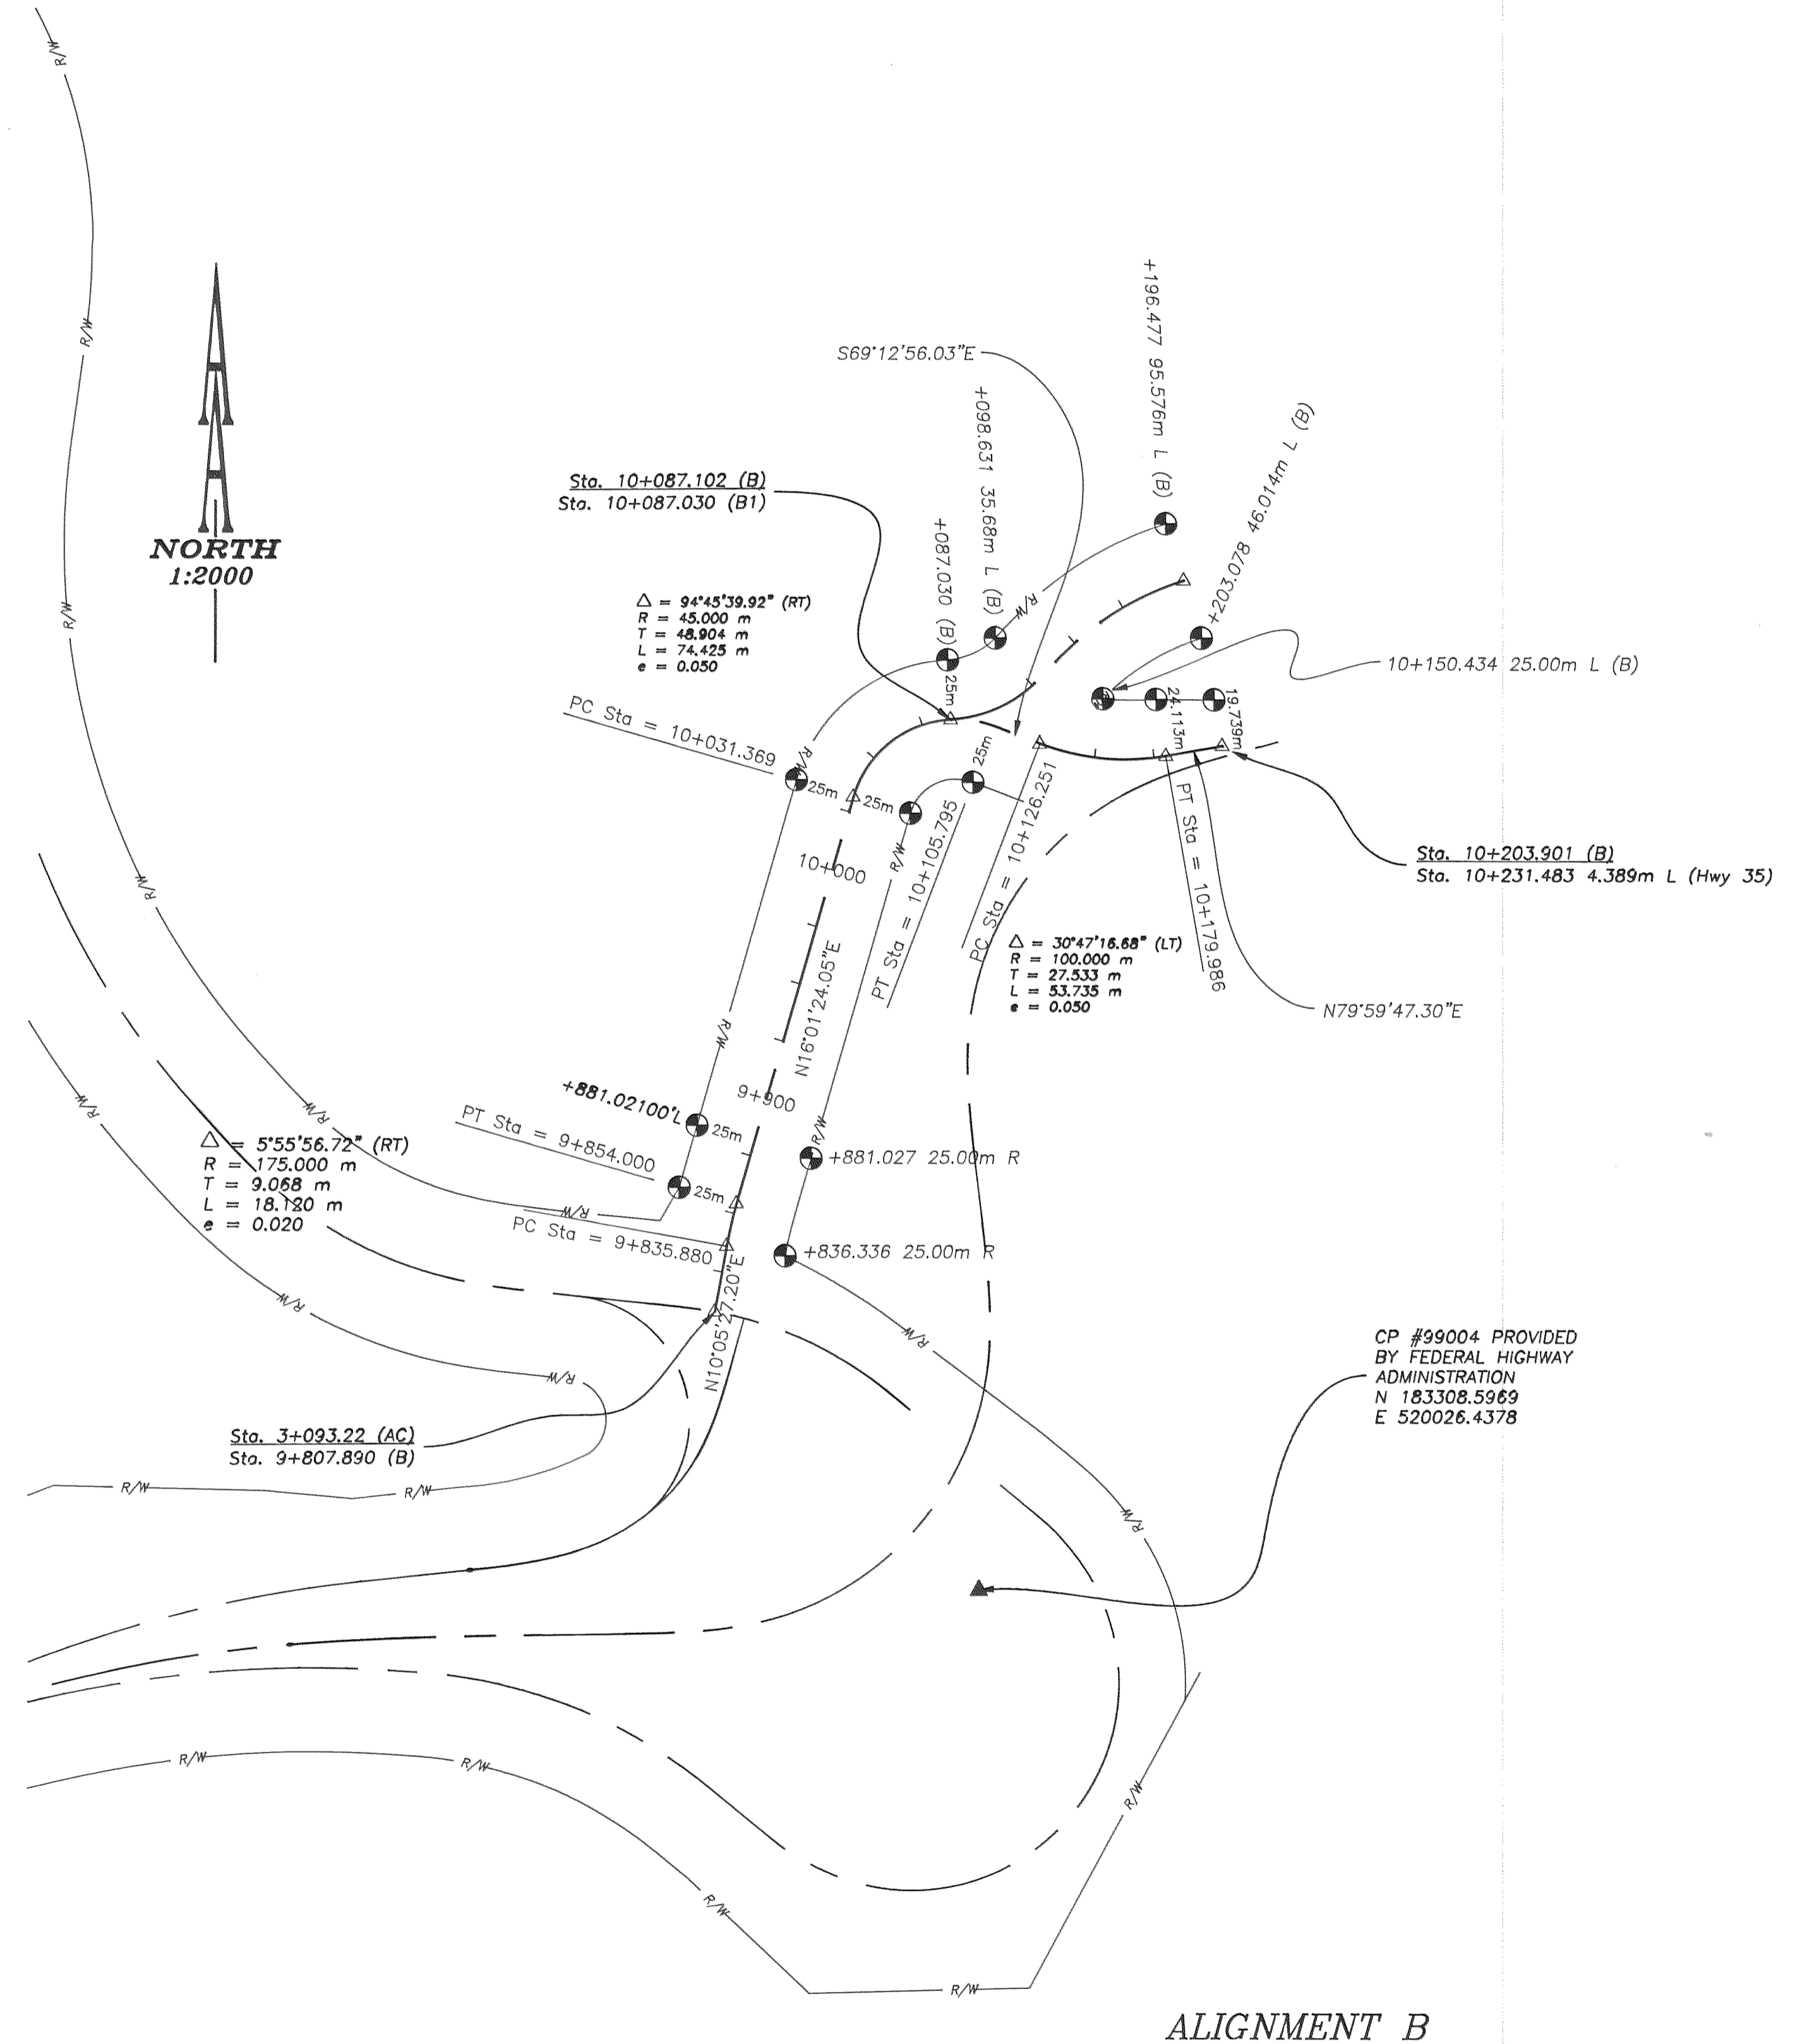 R/W
R/W
NORTH
1:2000
R/W
S69°12'56.03"E
+196.477 95.576m L (B)
+098.631 35.68m L (B)
+203.078 46.014m L (B)
Sta. 10+087.102 (B)
Sta. 10+087.030 (B1)
+087.030 (B)
R/W
△ = 94°45'39.92" (RT)
R = 45.000 m
T = 48.904 m
L = 74.425 m
e = 0.050
10+150.434 25.00m L (B)
25m
24.113m
19.739m
PC Sta = 10+031.369
R/W
25m
25m
25m
PT Sta = 10+105.795
PC Sta = 10+126.251
PT Sta = 10+179.986
Sta. 10+203.901 (B)
Sta. 10+231.483 4.389m L (Hwy 35)
10+000
R/W
R/W
N16°01'24.05"E
△ = 30°47'16.68" (LT)
R = 100.000 m
T = 27.533 m
L = 53.735 m
e = 0.050
N79°59'47.30"E
R/W
9+900
+881.02100'L
25m
R/W
R/W
R/W
PT Sta = 9+854.000
+881.027 25.00m R
△ = 5°55'56.72" (RT)
R = 175.000 m
T = 9.068 m
L = 18.120 m
e = 0.020
25m
R/W
PC Sta = 9+835.880
+836.336 25.00m R
N10°05'27.20"E
R/W
R/W
R/W
CP #99004 PROVIDED
BY FEDERAL HIGHWAY
ADMINISTRATION
N 183308.5969
E 520026.4378
Sta. 3+093.22 (AC)
Sta. 9+807.890 (B)
R/W
R/W
R/W
R/W
R/W
R/W
R/W
R/W
ALIGNMENT B